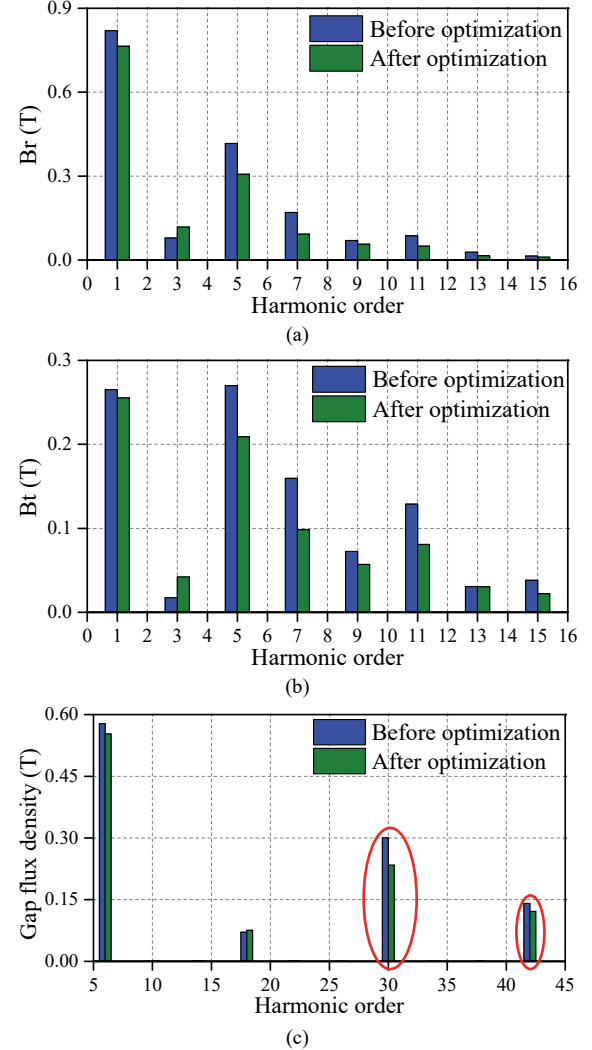 0.9
Before optimization
After optimization
0.6
Br (T)
0.3
0.0
0 1 2 3 4 5 6 7 8 9 10 11 12 13 14 15 16
Harmonic order
(a)
0.3
Before optimization
After optimization
0.2
Bt (T)
0.1
0.0
0 1 2 3 4 5 6 7 8 9 10 11 12 13 14 15 16
Harmonic order
(b)
0.60
Before optimization
After optimization
0.45
Gap flux density (T)
0.30
0.15
0.00
5 10 15 20 25 30 35 40 45
Harmonic order
(c)